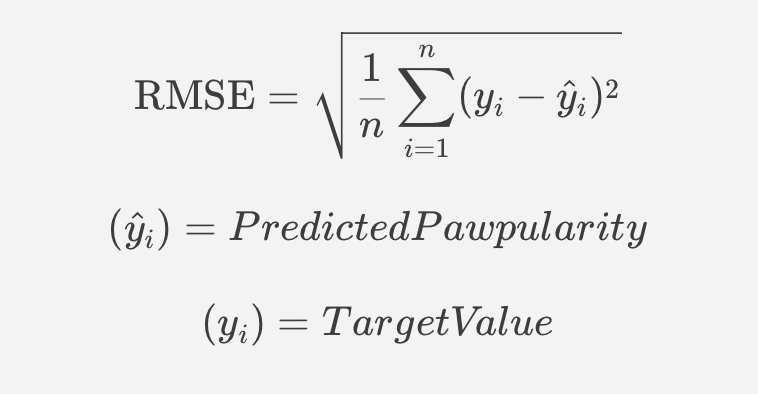 RMSE = √(1/n ∑_{i=1}^{n} (y_i − ŷ_i)²)
(ŷ_i) = PredictedPawpularity
(y_i) = TargetValue